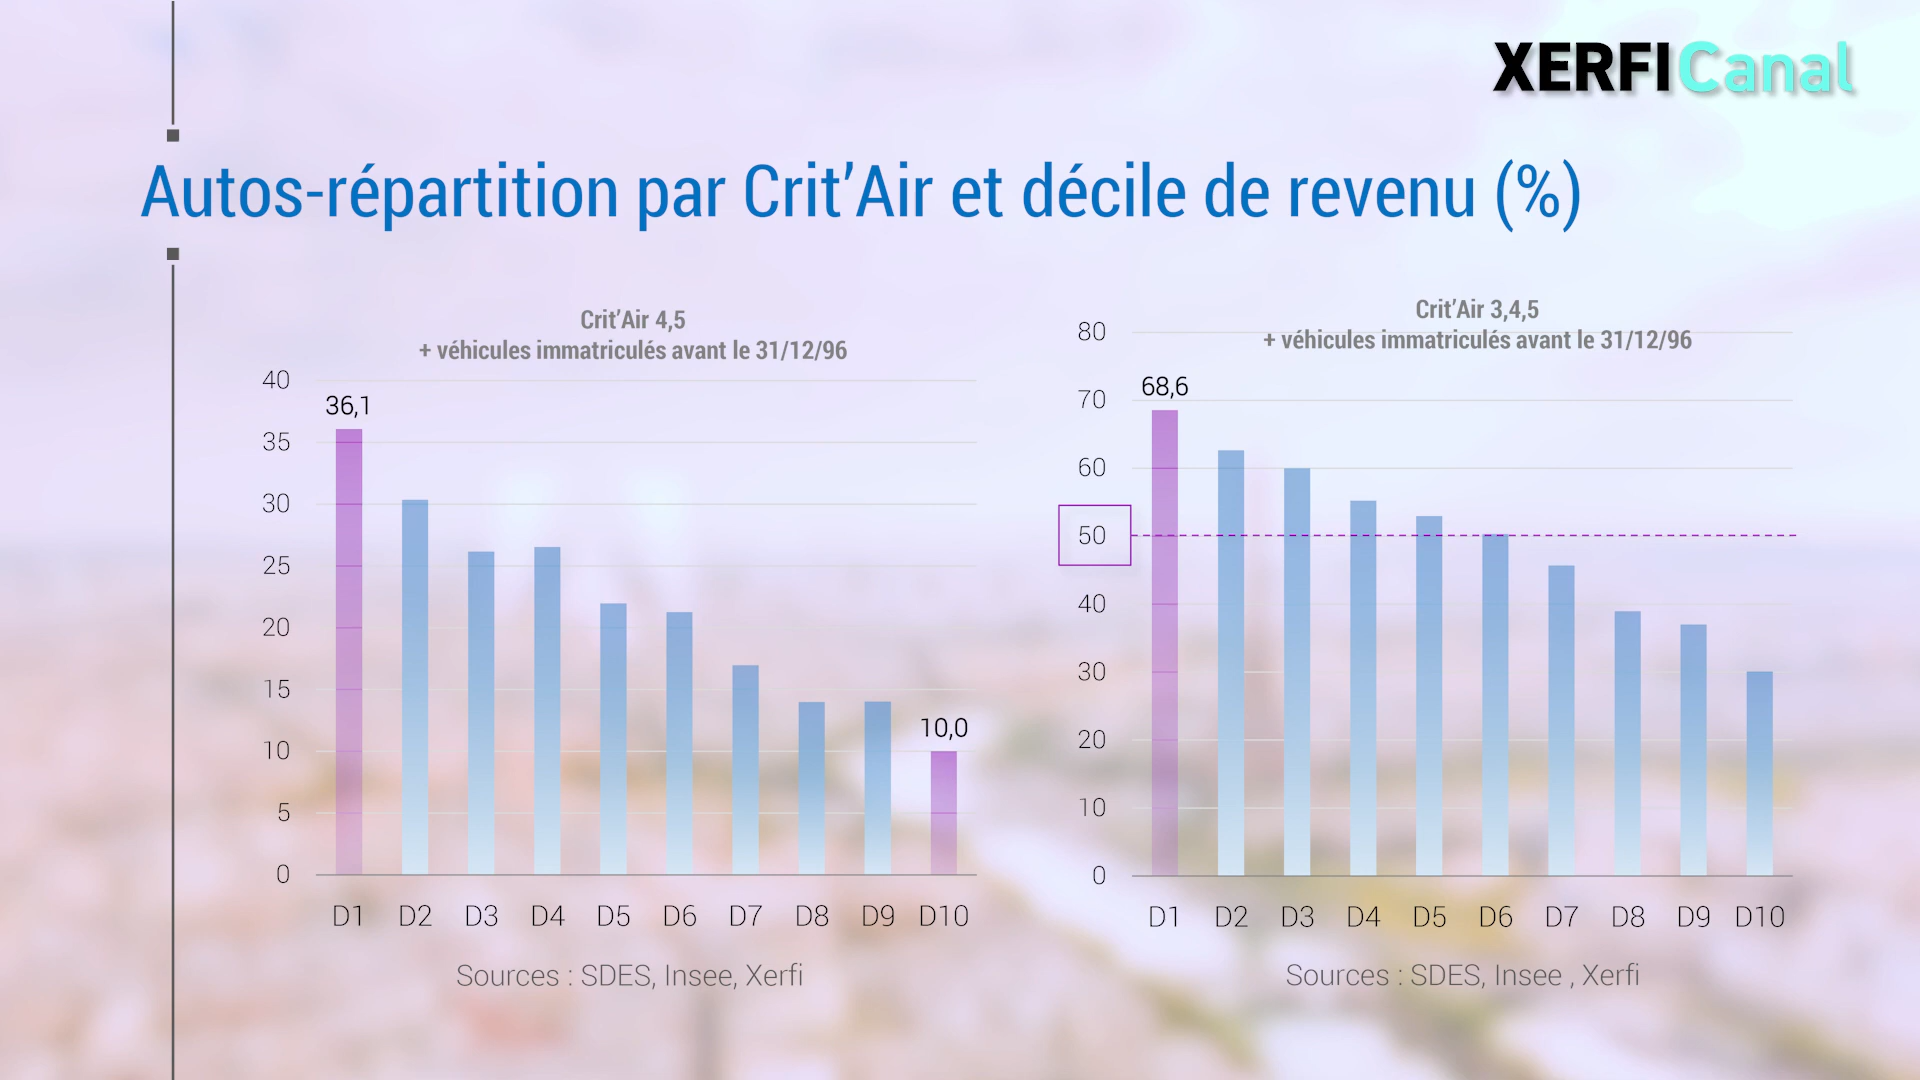 XERFI Canal
Autos-répartition par Crit’Air et décile de revenu (%)
Crit’Air 4,5
+ véhicules immatriculés avant le 31/12/96
40
36,1
35
30
25
20
15
10,0
10
5
0
D1 D2 D3 D4 D5 D6 D7 D8 D9 D10
Sources : SDES, Insee, Xerfi
Crit’Air 3,4,5
+ véhicules immatriculés avant le 31/12/96
80
68,6
70
60
50
40
30
20
10
0
D1 D2 D3 D4 D5 D6 D7 D8 D9 D10
Sources : SDES, Insee , Xerfi